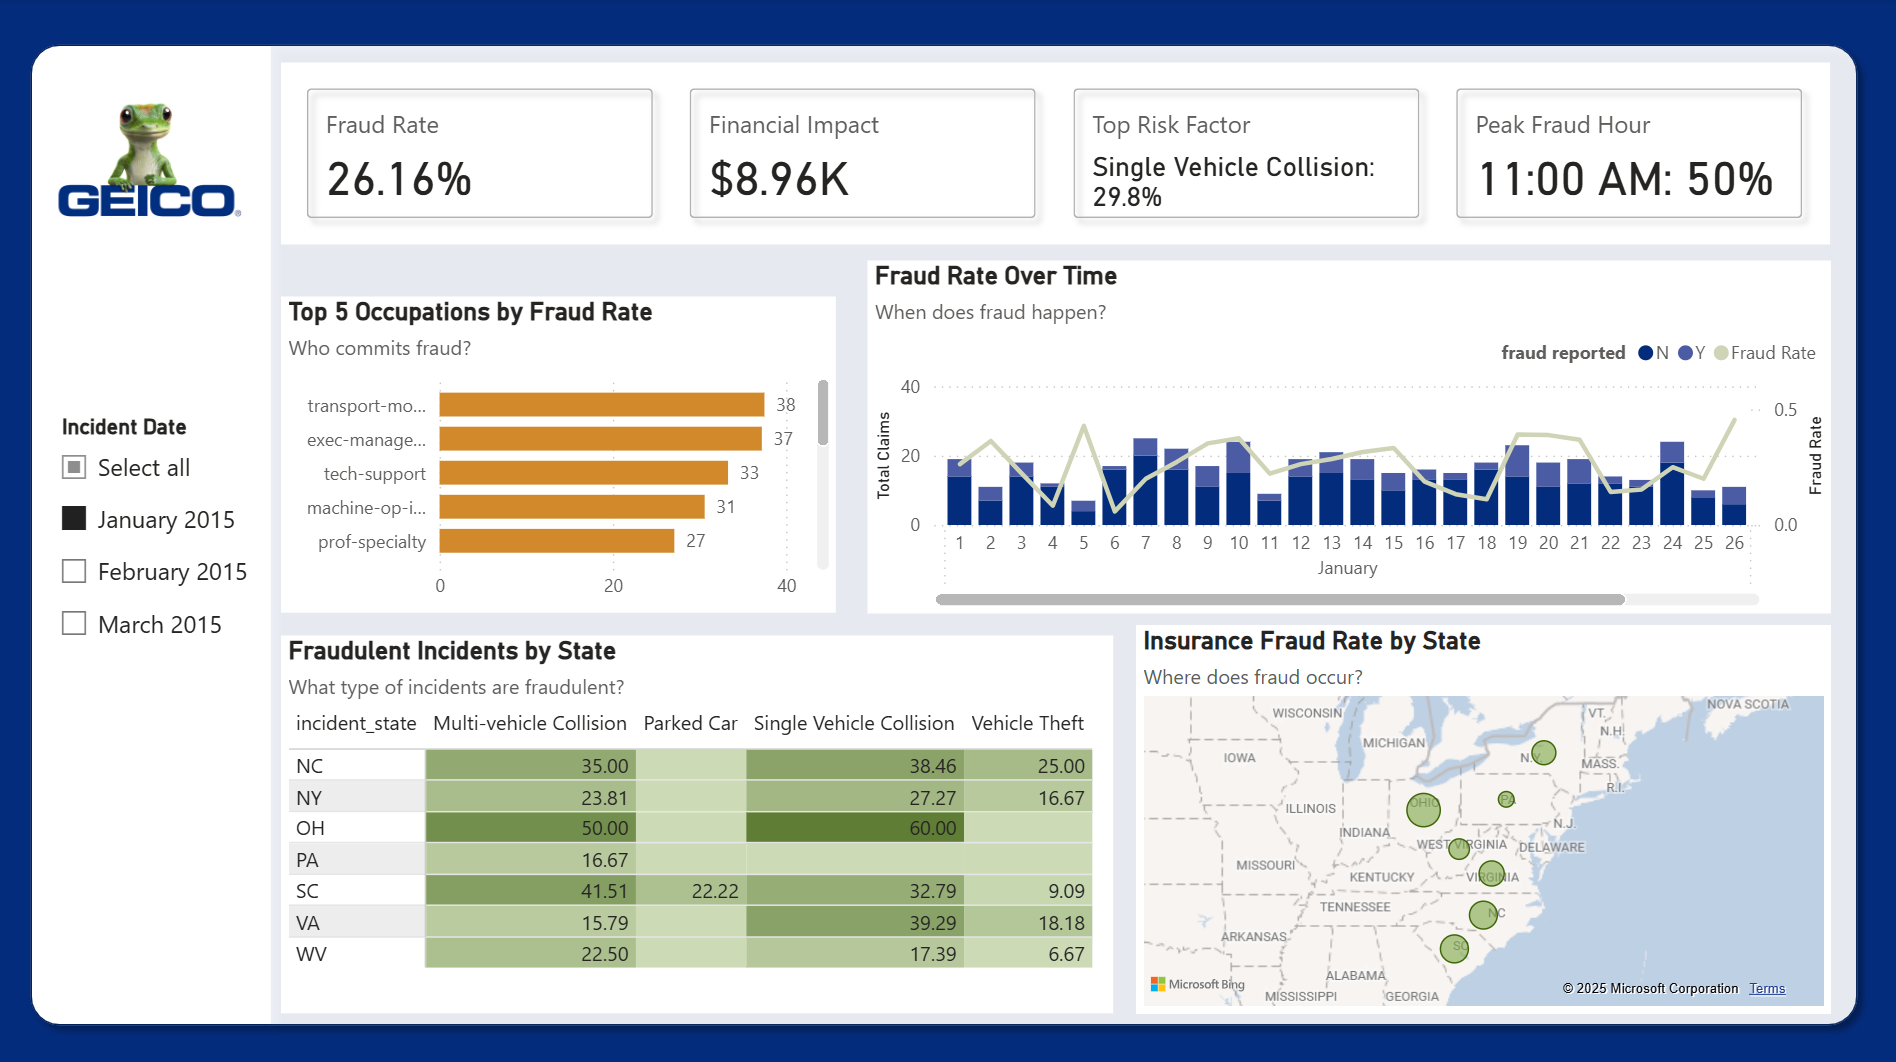 GEICO®
Incident Date
Select all
January 2015
February 2015
March 2015
Fraud Rate
26.16%
Financial Impact
$8.96K
Top Risk Factor
Single Vehicle Collision:
29.8%
Peak Fraud Hour
11:00 AM: 50%
Top 5 Occupations by Fraud Rate
Who commits fraud?
transport-mo... 38
exec-manage... 37
tech-support 33
machine-op-i... 31
prof-specialty 27
0 20 40
Fraud Rate Over Time
When does fraud happen?
fraud reported N Y Fraud Rate
Total Claims
40
20
0
0.5
0.0
Fraud Rate
1 2 3 4 5 6 7 8 9 10 11 12 13 14 15 16 17 18 19 20 21 22 23 24 25 26
January
Fraudulent Incidents by State
What type of incidents are fraudulent?
incident_state Multi-vehicle Collision Parked Car Single Vehicle Collision Vehicle Theft
NC 35.00 38.46 25.00
NY 23.81 27.27 16.67
OH 50.00 60.00
PA 16.67
SC 41.51 22.22 32.79 9.09
VA 15.79 39.29 18.18
WV 22.50 17.39 6.67
Insurance Fraud Rate by State
Where does fraud occur?
NOVA SCOTIA
WISCONSIN
VT.
N.H.
MICHIGAN
IOWA
N.Y.
MASS.
R.I.
ILLINOIS
OHIO
PA
N.J.
INDIANA
WEST VIRGINIA
DELAWARE
MISSOURI
KENTUCKY
VIRGINIA
TENNESSEE
NC
ARKANSAS
SC
ALABAMA
MISSISSIPPI
GEORGIA
Microsoft Bing
© 2025 Microsoft Corporation Terms